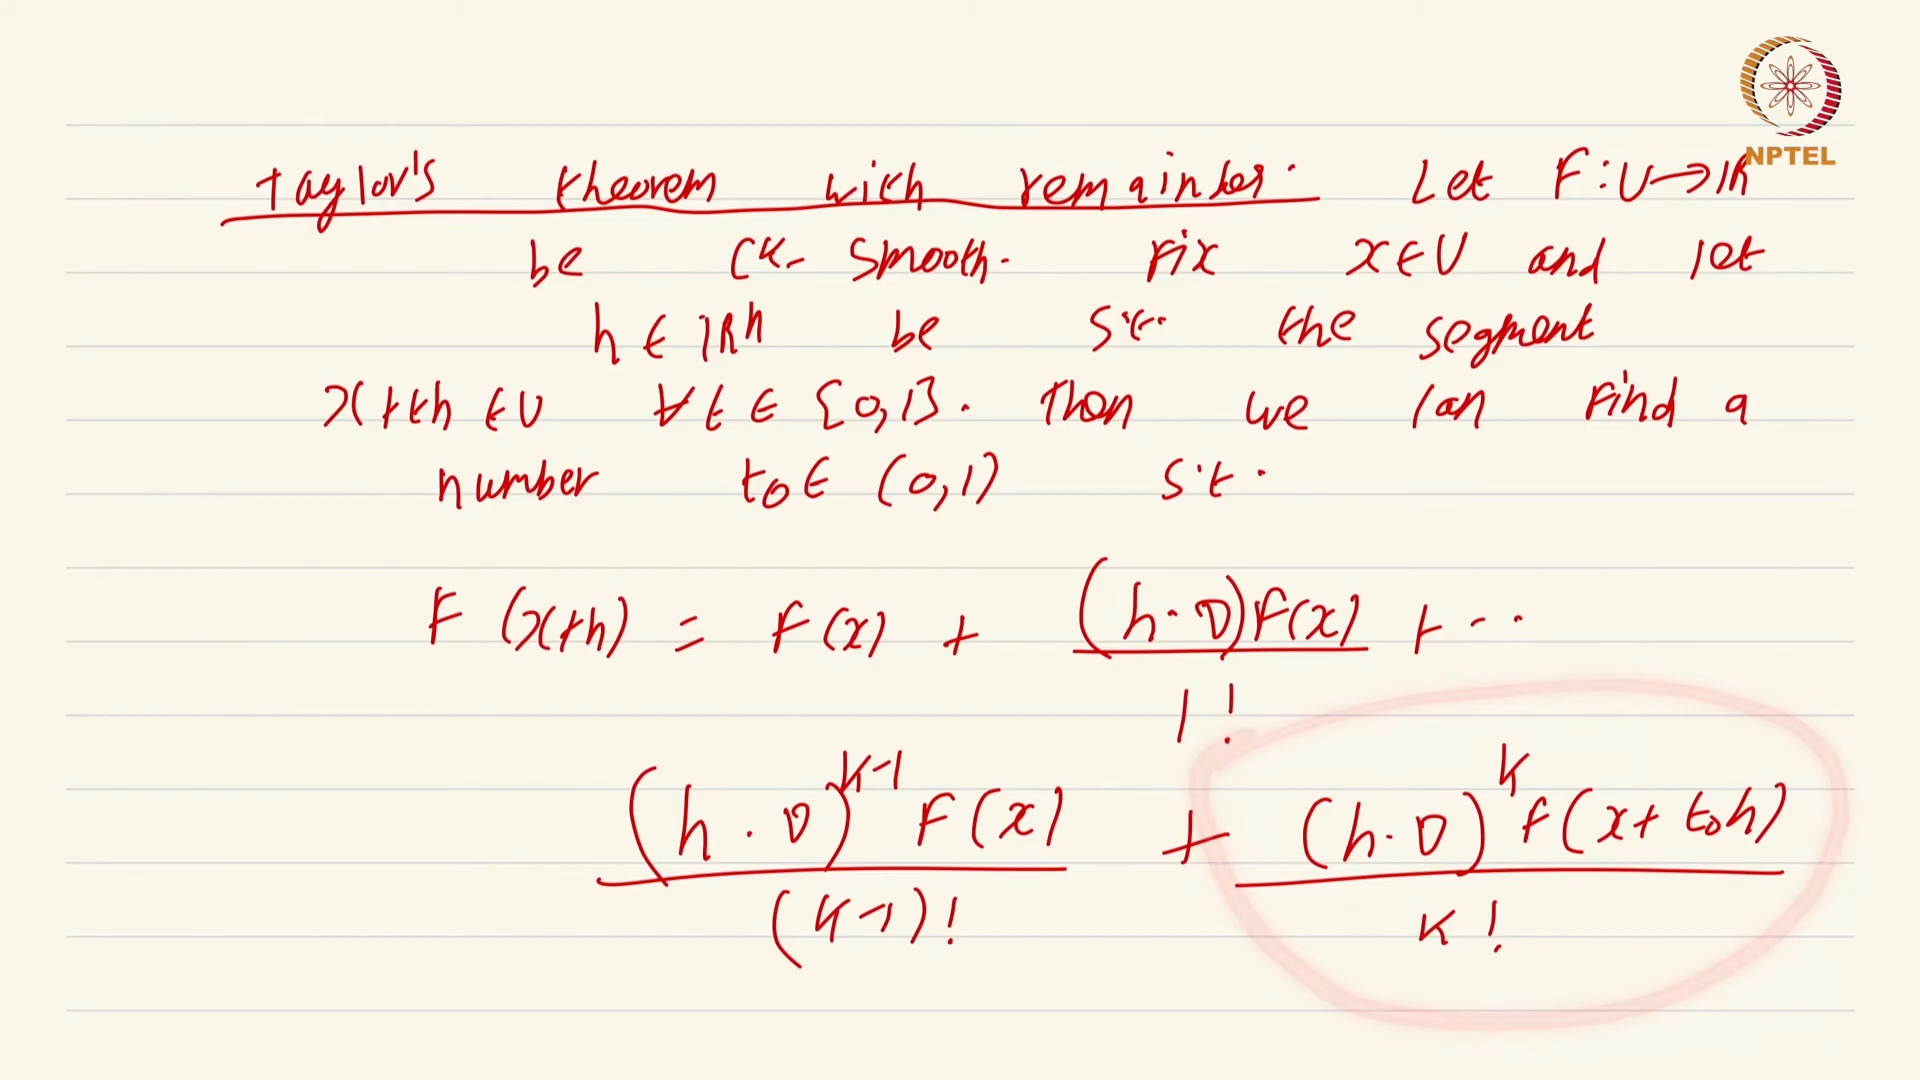 NPTEL
Taylor's theorem with remainder. Let F:U→ℝ
be C^k- smooth. Fix x∈U and let
h ∈ ℝ^n be s.t. the segment
x+th ∈U ∀ t ∈ [0,1]. Then we can find a
number t₀∈ (0,1) s.t.
F (x+h) = F(x) + (h·∇)F(x)/1! + ··
(h·∇)^{k-1} F(x)/(k-1)! + (h·∇)^k F(x+t₀h)/k!